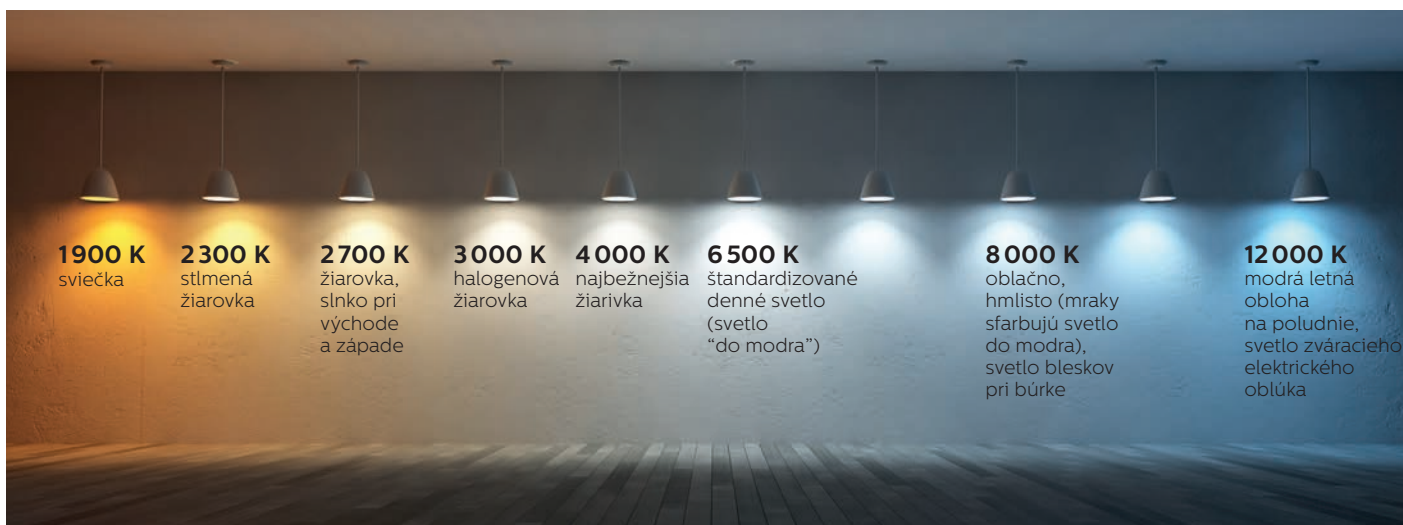 1900 K
sviečka
2300 K
stlmená
žiarovka
2700 K
žiarovka,
slnko pri
východe
a západe
3000 K
halogenová
žiarovka
4000 K
najbežnejšia
žiarivka
6500 K
štandardizované
denné svetlo
(svetlo
“do modra”)
8000 K
oblačno,
hmlisto (mraky
sfarbujú svetlo
do modra),
svetlo bleskov
pri búrke
12000 K
modrá letná
obloha
na poludnie,
svetlo zváracieho
elektrického
oblúka